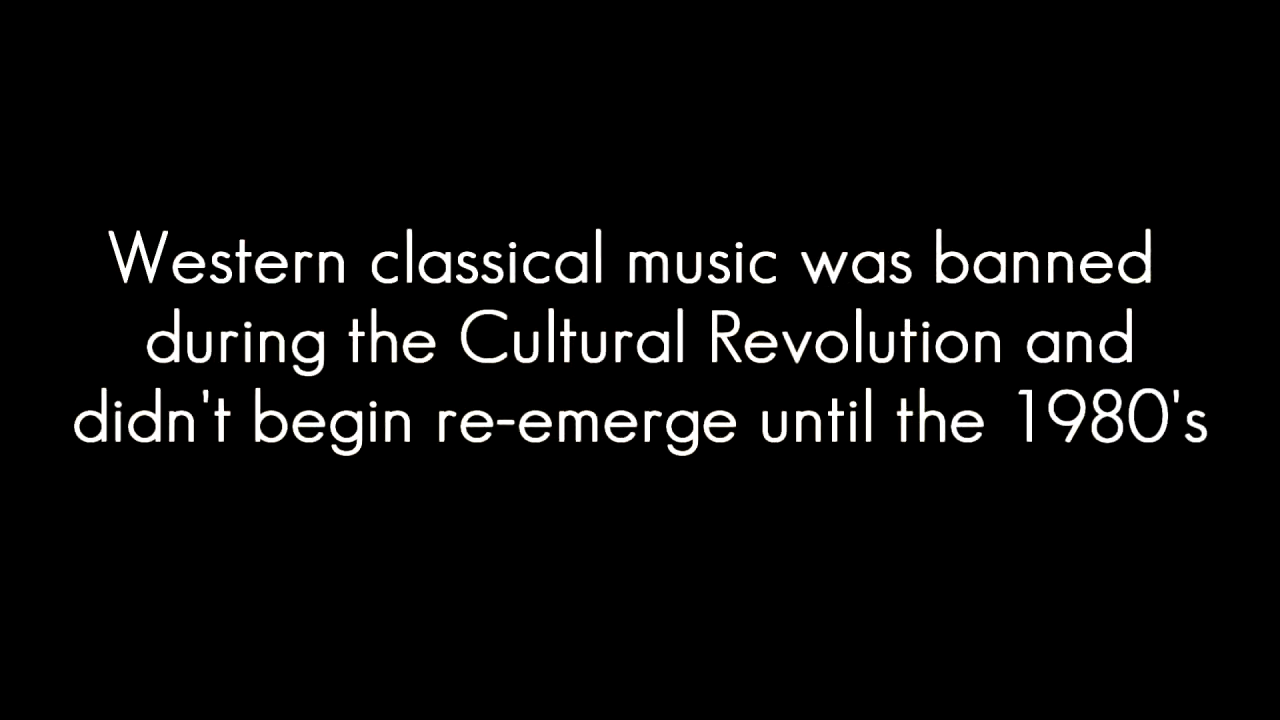 Western classical music was banned
during the Cultural Revolution and
didn't begin re-emerge until the 1980's